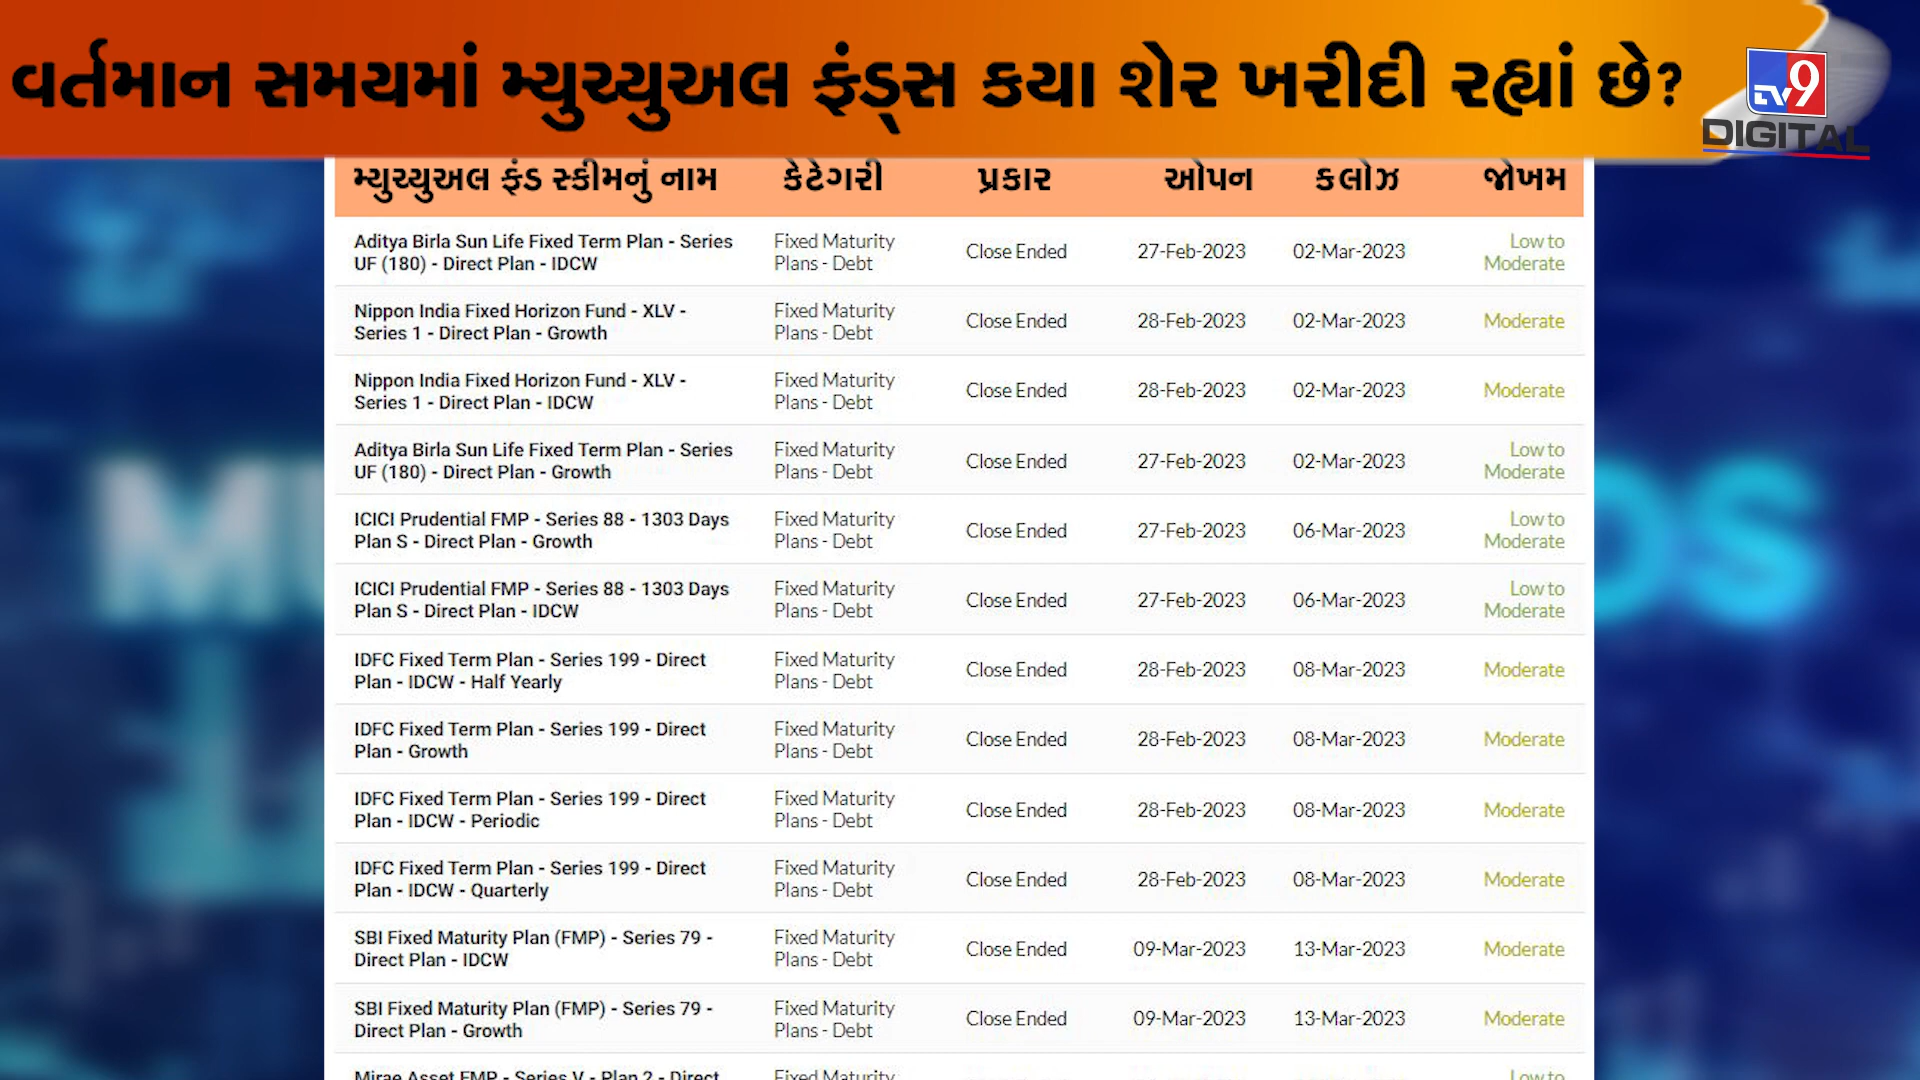 વર્તમાન સમયમાં મ્યુચ્યુઅલ ફંડ્સ કયા શેર ખરીદી રહ્યાં છે?
TV9
DIGITAL
મ્યુચ્યુઅલ ફંડ સ્કીમનું નામ કેટેગરી પ્રકાર ઓપન કલોઝ જોખમ
Aditya Birla Sun Life Fixed Term Plan - Series
UF (180) - Direct Plan - IDCW
Fixed Maturity
Plans - Debt
Close Ended
27-Feb-2023
02-Mar-2023
Low to
Moderate
Nippon India Fixed Horizon Fund - XLV -
Series 1 - Direct Plan - Growth
Fixed Maturity
Plans - Debt
Close Ended
28-Feb-2023
02-Mar-2023
Moderate
Nippon India Fixed Horizon Fund - XLV -
Series 1 - Direct Plan - IDCW
Fixed Maturity
Plans - Debt
Close Ended
28-Feb-2023
02-Mar-2023
Moderate
Aditya Birla Sun Life Fixed Term Plan - Series
UF (180) - Direct Plan - Growth
Fixed Maturity
Plans - Debt
Close Ended
27-Feb-2023
02-Mar-2023
Low to
Moderate
ICICI Prudential FMP - Series 88 - 1303 Days
Plan S - Direct Plan - Growth
Fixed Maturity
Plans - Debt
Close Ended
27-Feb-2023
06-Mar-2023
Low to
Moderate
ICICI Prudential FMP - Series 88 - 1303 Days
Plan S - Direct Plan - IDCW
Fixed Maturity
Plans - Debt
Close Ended
27-Feb-2023
06-Mar-2023
Low to
Moderate
IDFC Fixed Term Plan - Series 199 - Direct
Plan - IDCW - Half Yearly
Fixed Maturity
Plans - Debt
Close Ended
28-Feb-2023
08-Mar-2023
Moderate
IDFC Fixed Term Plan - Series 199 - Direct
Plan - Growth
Fixed Maturity
Plans - Debt
Close Ended
28-Feb-2023
08-Mar-2023
Moderate
IDFC Fixed Term Plan - Series 199 - Direct
Plan - IDCW - Periodic
Fixed Maturity
Plans - Debt
Close Ended
28-Feb-2023
08-Mar-2023
Moderate
IDFC Fixed Term Plan - Series 199 - Direct
Plan - IDCW - Quarterly
Fixed Maturity
Plans - Debt
Close Ended
28-Feb-2023
08-Mar-2023
Moderate
SBI Fixed Maturity Plan (FMP) - Series 79 -
Direct Plan - IDCW
Fixed Maturity
Plans - Debt
Close Ended
09-Mar-2023
13-Mar-2023
Moderate
SBI Fixed Maturity Plan (FMP) - Series 79 -
Direct Plan - Growth
Fixed Maturity
Plans - Debt
Close Ended
09-Mar-2023
13-Mar-2023
Moderate
Mirae Asset FMP - Series V - Plan 2 - Direct
Fixed Maturity
Low to